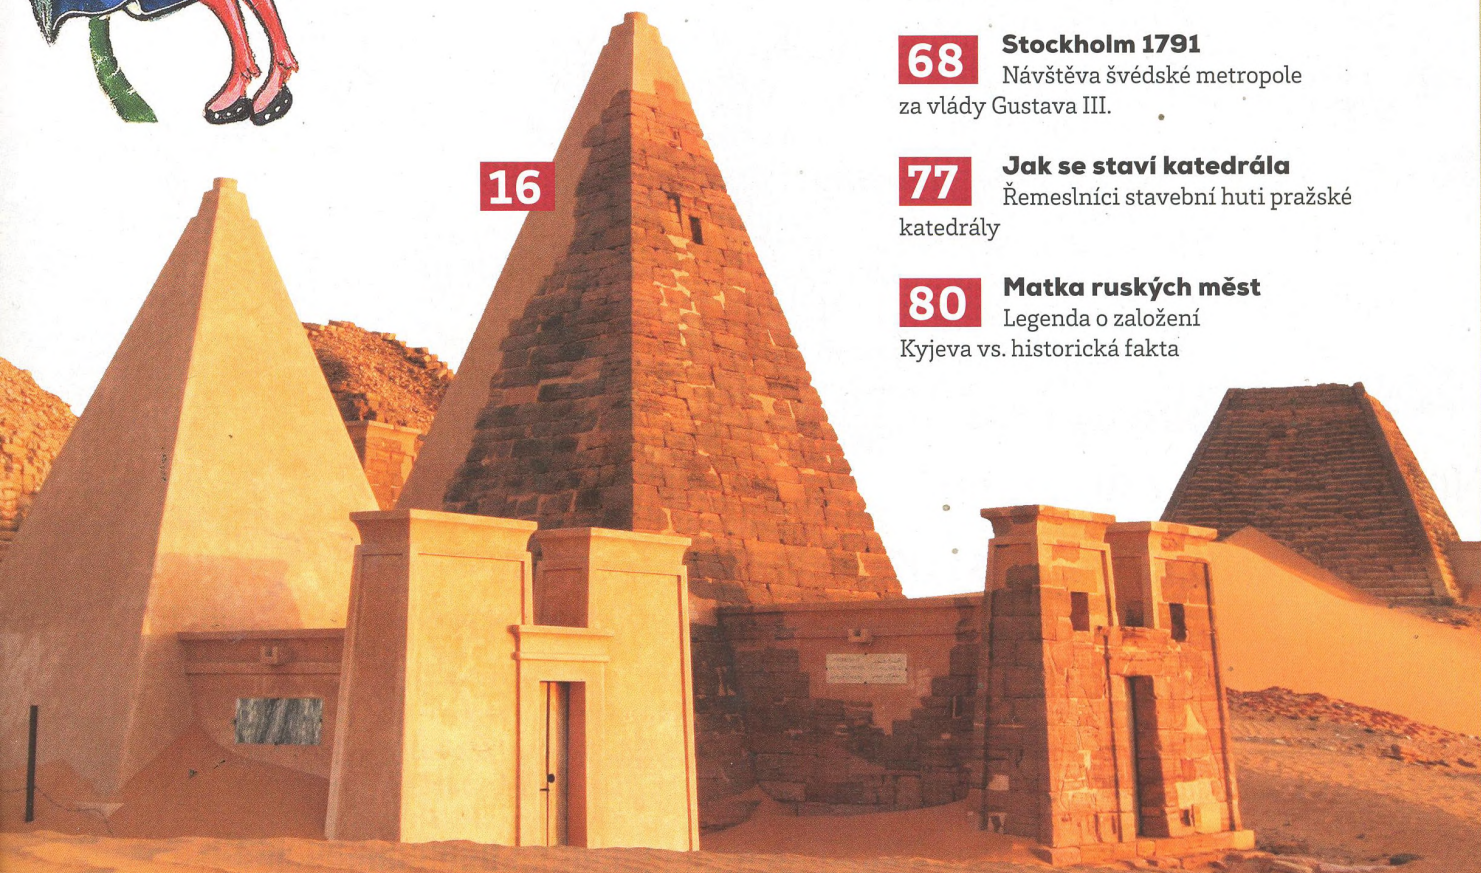 16
68 Stockholm 1791
Návštěva švédské metropole
za vlády Gustava III.
77 Jak se staví katedrála
Řemeslníci stavební huti pražské
katedrály
80 Matka ruských měst
Legenda o založení
Kyjeva vs. historická fakta